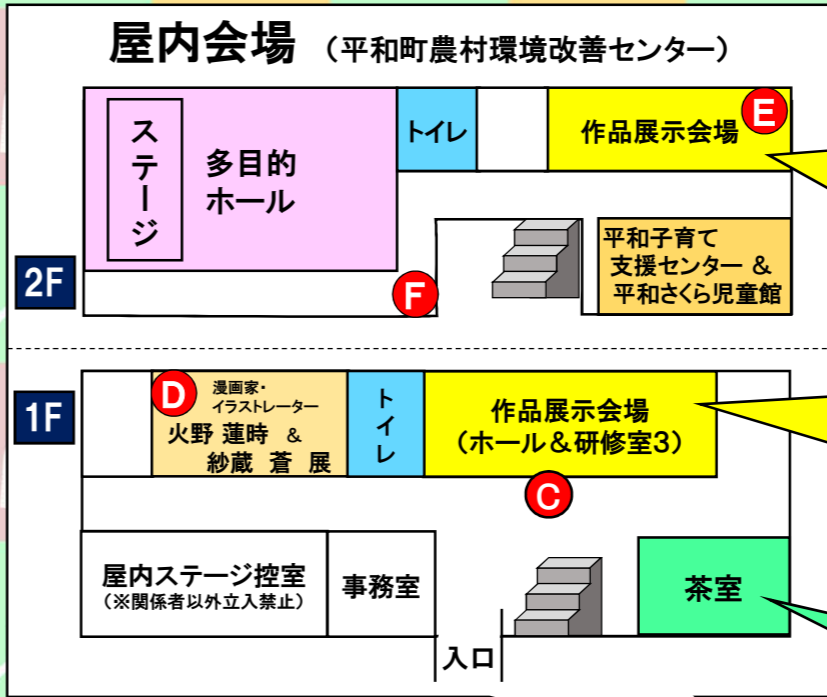 屋内会場 (平和町農村環境改善センター)
ステージ
多目的
ホール
トイレ
作品展示会場
E
2F
F
平和子育て
支援センター &
平和さくら児童館
1F
D
漫画家・
イラストレーター
火野 蓮時 &
紗蔵 蒼 展
トイレ
作品展示会場
(ホール&研修室3)
C
屋内ステージ控室
(※関係者以外立入禁止)
事務室
茶室
入口